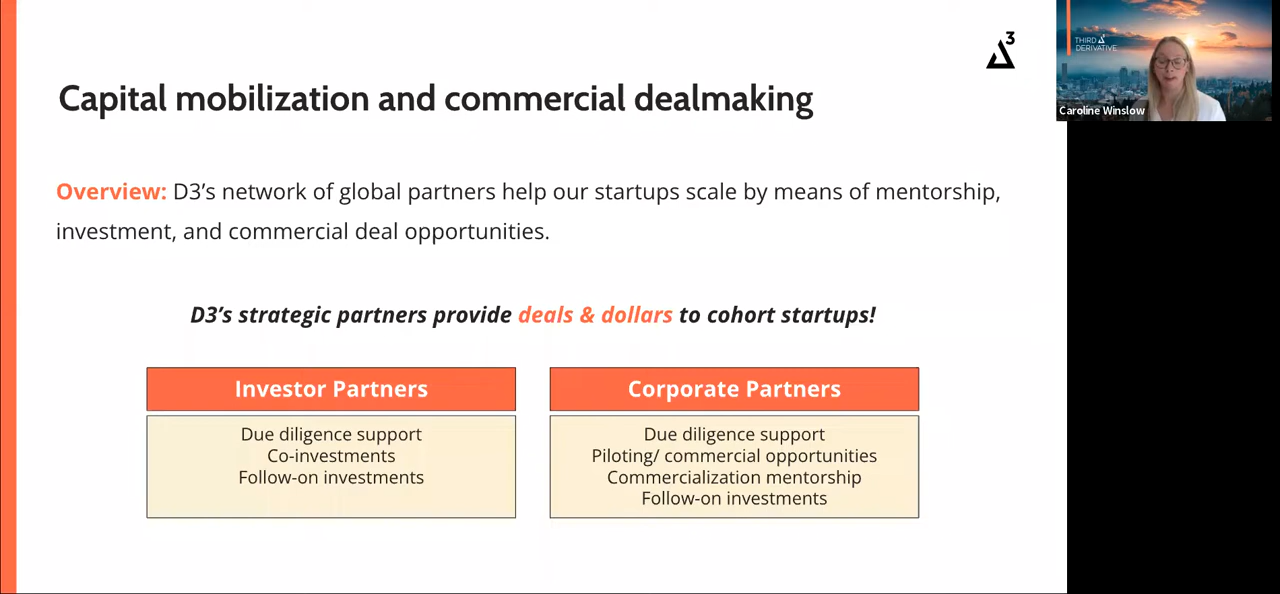 3
THIRD
DERIVATIVE
Caroline Winslow
Capital mobilization and commercial dealmaking
Overview: D3’s network of global partners help our startups scale by means of mentorship,
investment, and commercial deal opportunities.
D3’s strategic partners provide deals & dollars to cohort startups!
Investor Partners
Due diligence support
Co-investments
Follow-on investments
Corporate Partners
Due diligence support
Piloting/ commercial opportunities
Commercialization mentorship
Follow-on investments